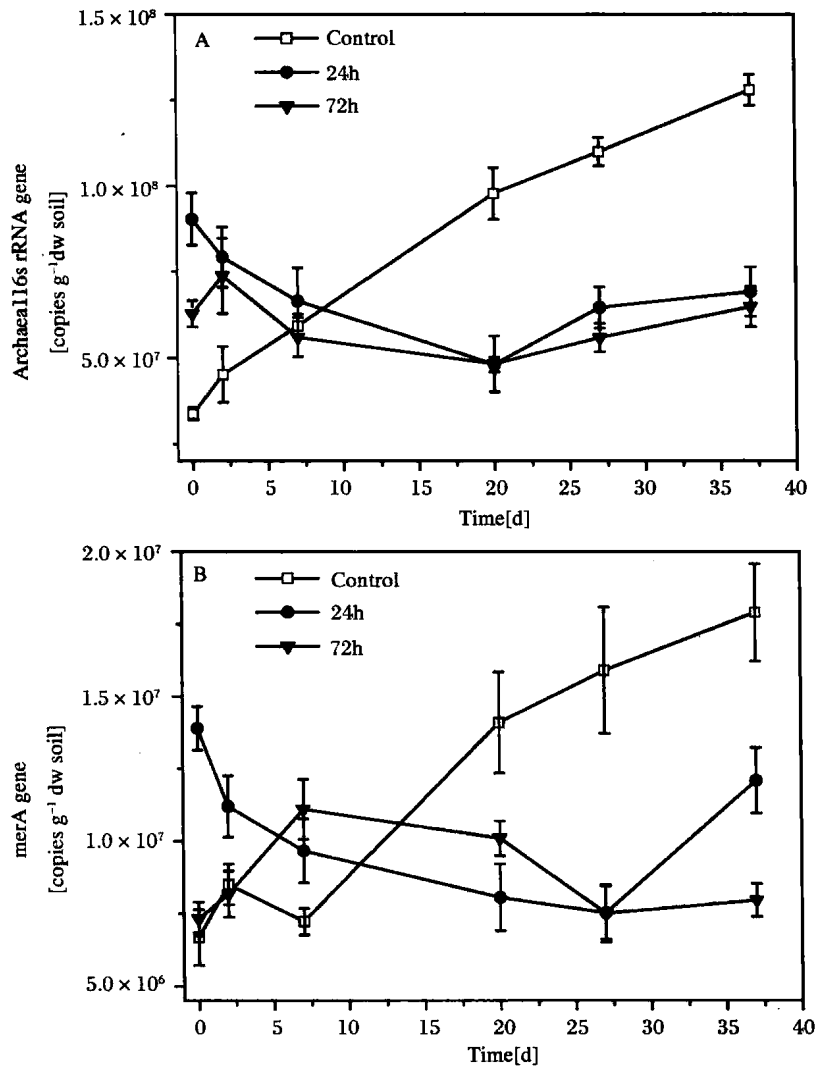 A
Control
24h
72h
1.5 × 10⁸
1.0 × 10⁸
5.0 × 10⁷
Archaea116s rRNA gene
[copies g⁻¹dw soil]
0 5 10 15 20 25 30 35 40
Time[d]
B
Control
24h
72h
2.0 × 10⁷
1.5 × 10⁷
1.0 × 10⁷
5.0 × 10⁶
merA gene
[copies g⁻¹ dw soil]
0 5 10 15 20 25 30 35 40
Time[d]